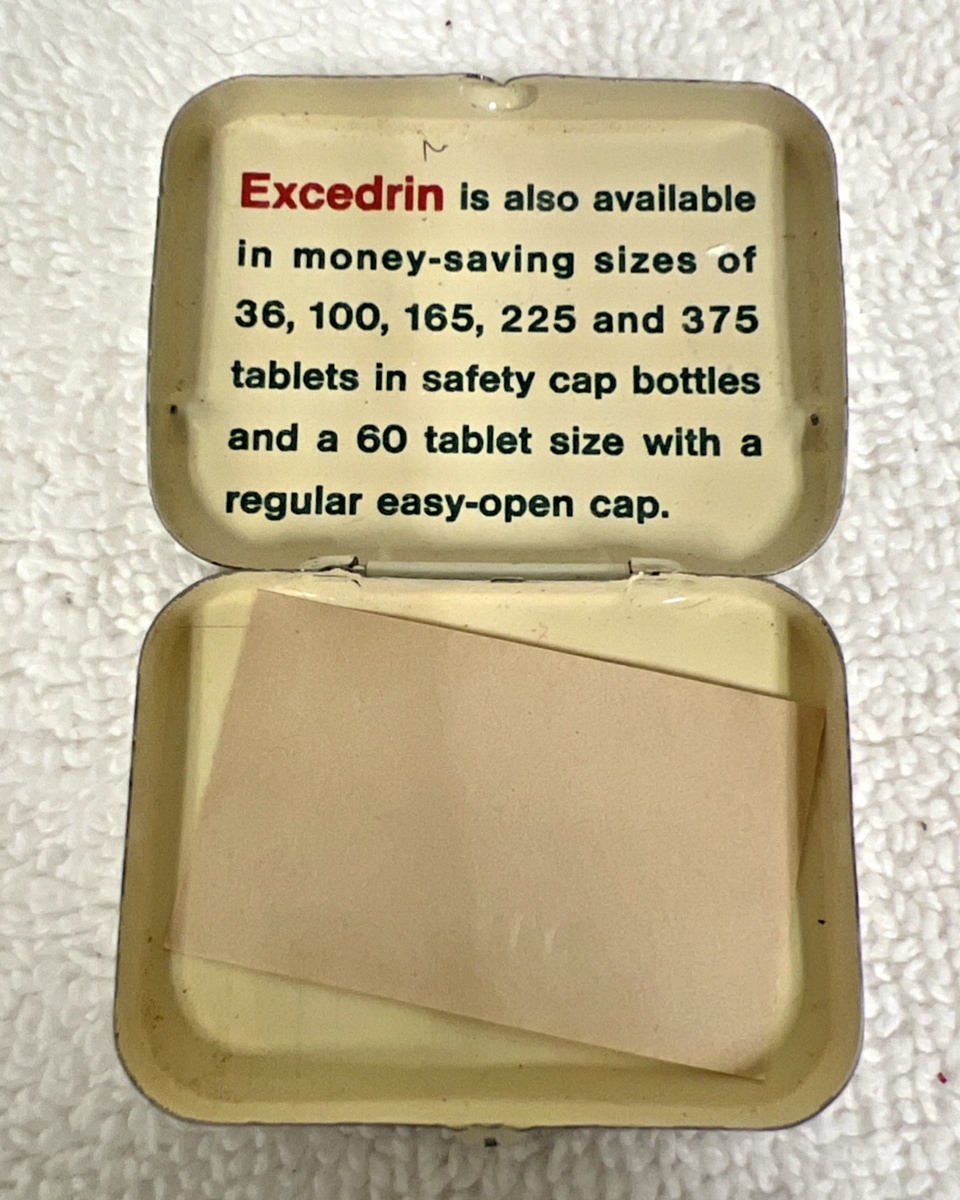 Excedrin is also available
in money-saving sizes of
36, 100, 165, 225 and 375
tablets in safety cap bottles
and a 60 tablet size with a
regular easy-open cap.